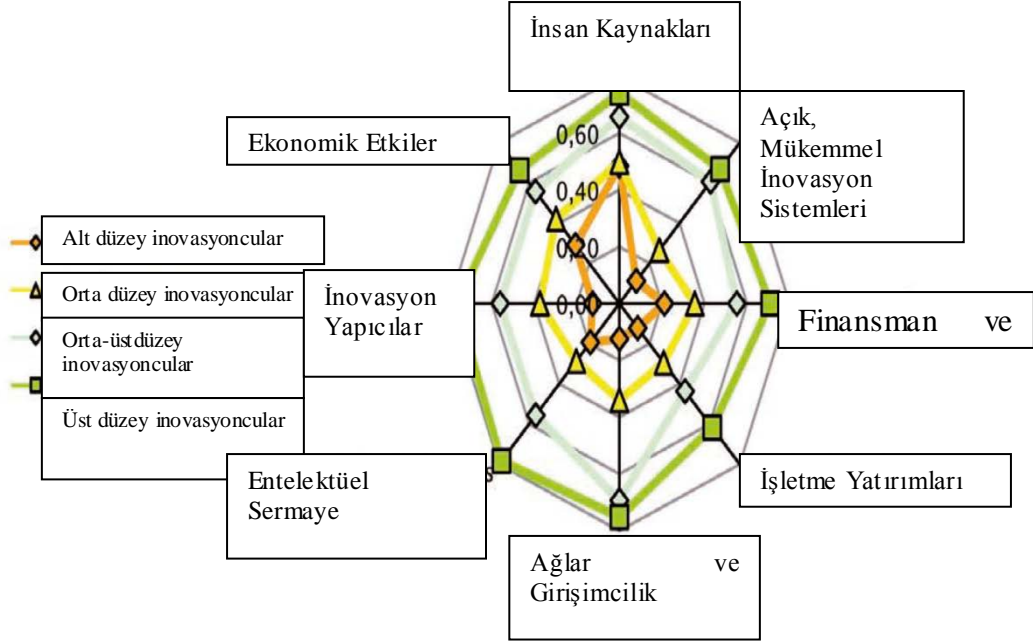 İnsan Kaynakları
Açık,
Mükemmel
İnovasyon
Sistemleri
Ekonomik Etkiler
0,60
0,40
Alt düzey inovasyoncular
Orta düzey inovasyoncular
Orta-üstdüzey
inovasyoncular
Üst düzey inovasyoncular
İnovasyon
Yapıcılar
Finansman ve
Entelektüel
Sermaye
s
İşletme Yatırımları
Ağlar ve
Girişimcilik